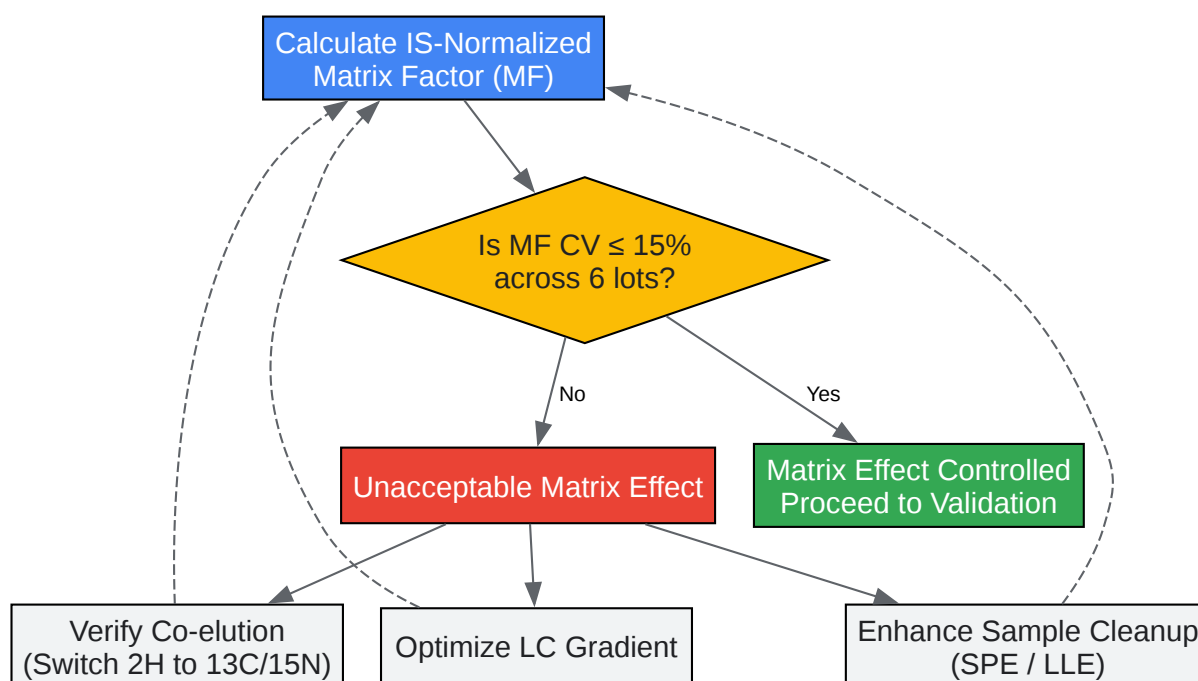 Calculate IS-Normalized
Matrix Factor (MF)
Is MF CV ≤ 15%
across 6 lots?
No
Yes
Unacceptable Matrix Effect
Matrix Effect Controlled
Proceed to Validation
Verify Co-elution
(Switch 2H to 13C/15N)
Optimize LC Gradient
Enhance Sample Cleanup
(SPE / LLE)